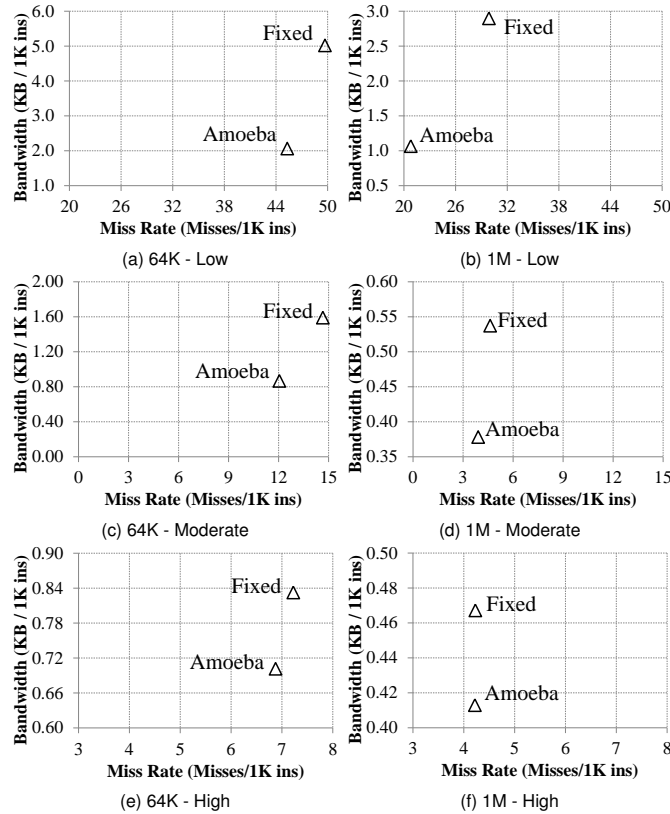 Bandwidth (KB / 1K ins)
6.0
5.0
4.0
3.0
2.0
1.0
Fixed
Amoeba
20 26 32 38 44 50
Miss Rate (Misses/1K ins)
(a) 64K - Low
Bandwidth (KB / 1K ins)
3.0
2.5
2.0
1.5
1.0
0.5
Fixed
Amoeba
20 25 30 35 40 45 50
Miss Rate (Misses/1K ins)
(b) 1M - Low
Bandwidth (KB / 1K ins)
2.00
1.60
1.20
0.80
0.40
0.00
Fixed
Amoeba
0 3 6 9 12 15
Miss Rate (Misses/1K ins)
(c) 64K - Moderate
Bandwidth (KB / 1K ins)
0.60
0.55
0.50
0.45
0.40
0.35
Fixed
Amoeba
0 3 6 9 12 15
Miss Rate (Misses/1K ins)
(d) 1M - Moderate
Bandwidth (KB / 1K ins)
0.90
0.84
0.78
0.72
0.66
0.60
Fixed
Amoeba
3 4 5 6 7 8
Miss Rate (Misses/1K ins)
(e) 64K - High
Bandwidth (KB / 1K ins)
0.50
0.48
0.46
0.44
0.42
0.40
Fixed
Amoeba
3 4 5 6 7 8
Miss Rate (Misses/1K ins)
(f) 1M - High